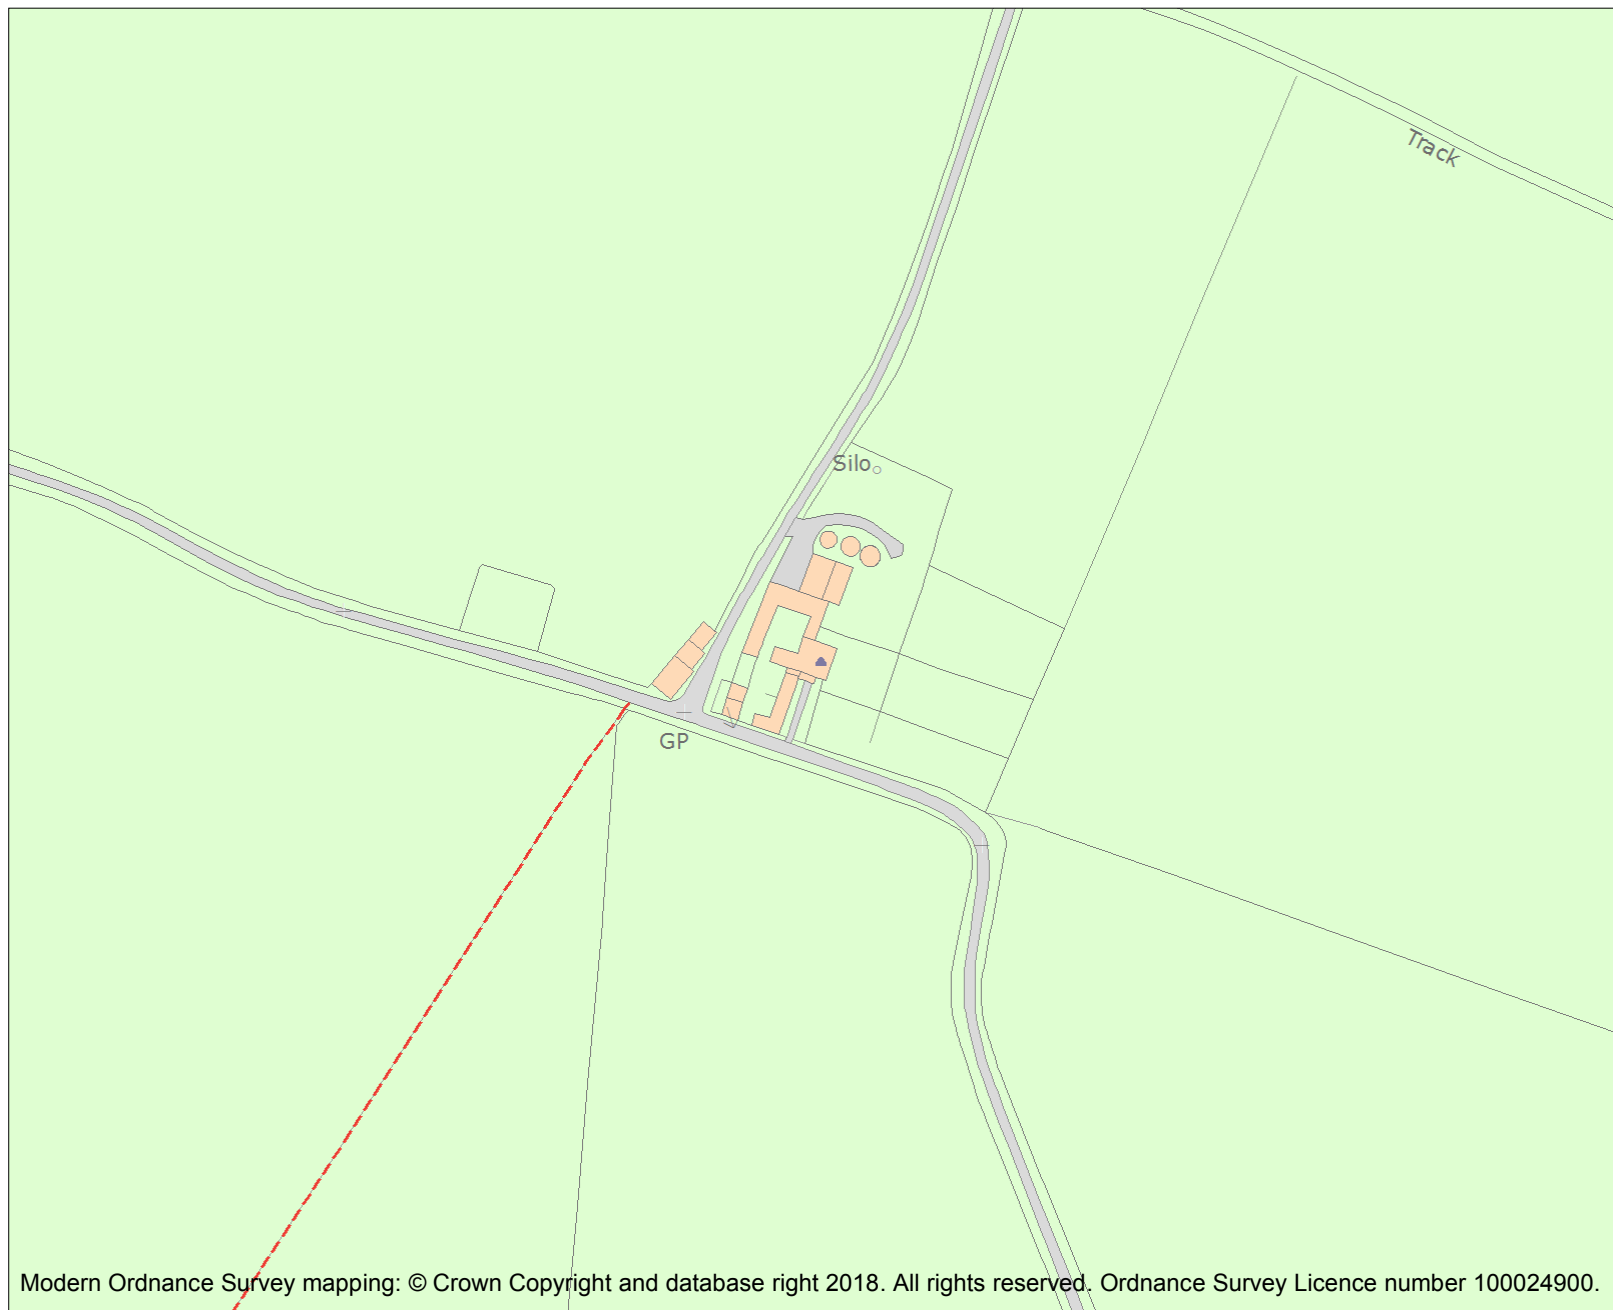 Track
Silo
GP
Modern Ordnance Survey mapping: © Crown Copyright and database right 2018. All rights reserved. Ordnance Survey Licence number 100024900.